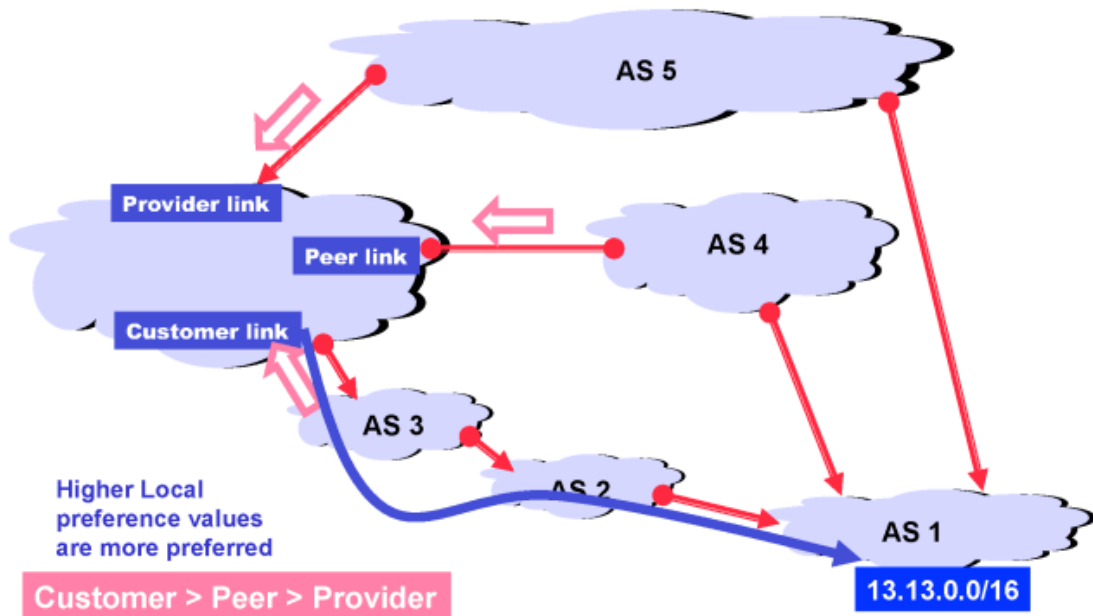 AS 5
Provider link
Peer link
AS 4
Customer link
AS 3
AS 2
Higher Local
preference values
are more preferred
AS 1
Customer > Peer > Provider
13.13.0.0/16